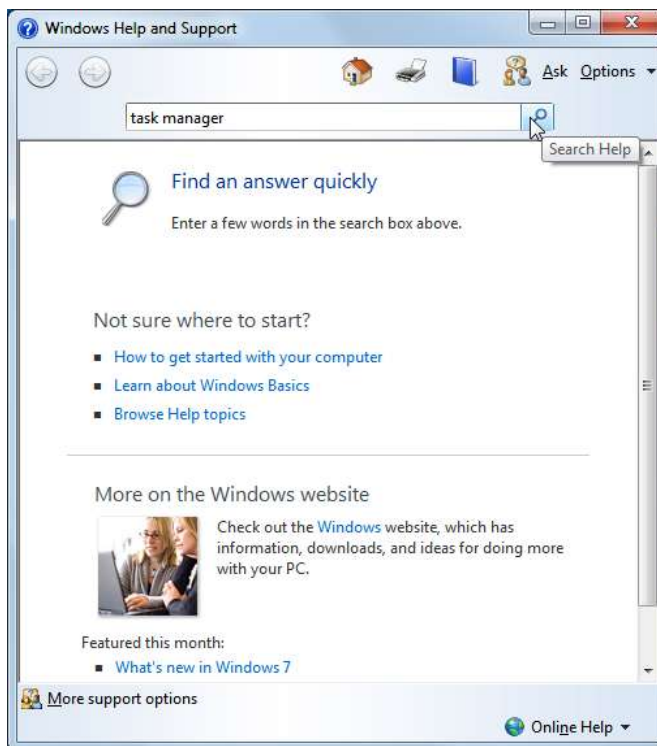 Windows Help and Support
Ask Options
task manager
Search Help
Find an answer quickly
Enter a few words in the search box above.
Not sure where to start?
How to get started with your computer
Learn about Windows Basics
Browse Help topics
More on the Windows website
Check out the Windows website, which has
information, downloads, and ideas for doing more
with your PC.
Featured this month:
What's new in Windows 7
More support options
Online Help